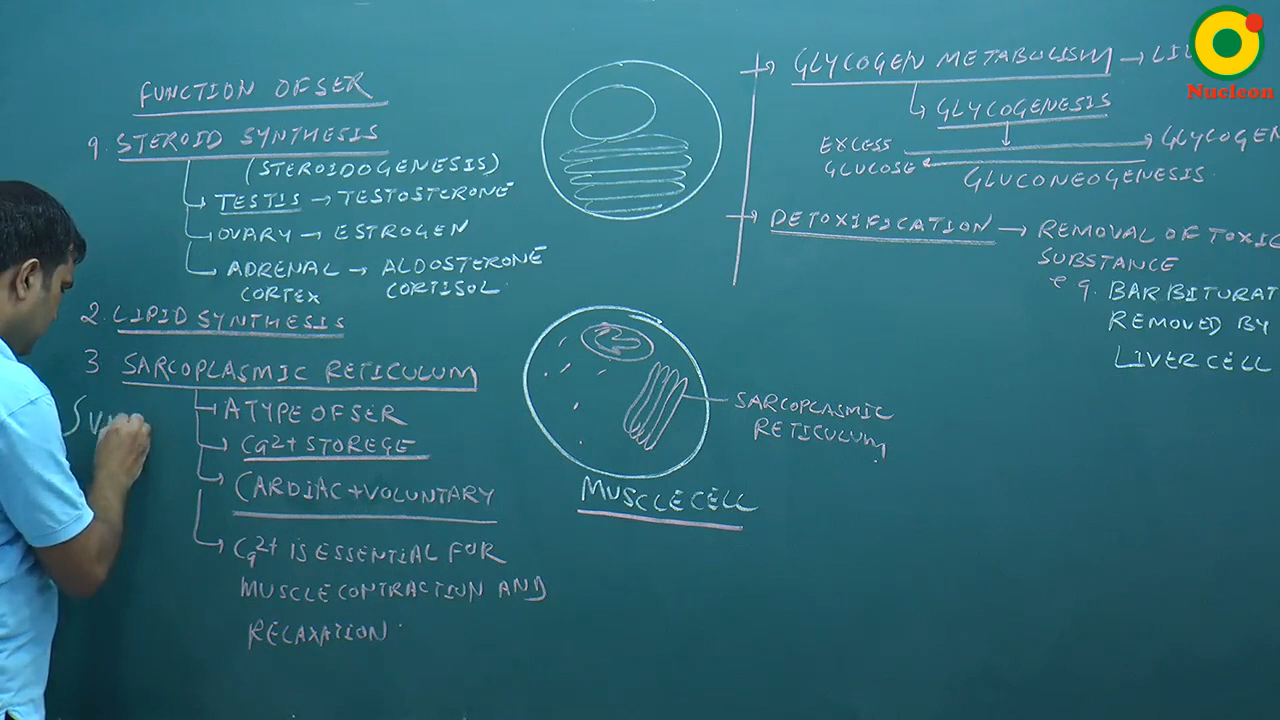 FUNCTION OF SER
1. STEROID SYNTHESIS
(STEROIDOGENESIS)
TESTIS → TESTOSTERONE
OVARY → ESTROGEN
ADRENAL → ALDOSTERONE
CORTEX CORTISOL
2. LIPID SYNTHESIS
3 SARCOPLASMIC RETICULUM
A TYPE OF SER
Ca2+ STOREGE
CARDIAC + VOLUNTARY
Ca2+ IS ESSENTIAL FOR
MUSCLE CONTRACTION AND
RELAXATION
SARCOPLASMIC
RETICULUM
MUSCLE CELL
GLYCOGEN METABOLISM →
GLYCOGENESIS
EXCESS
GLUCOSE
GLYCOGEN
GLUCONEOGENESIS
DETOXIFICATION → REMOVAL OF TOXIC
SUBSTANCE
e g. BARBITURAT
REMOVED BY
LIVER CELL
Nucleon